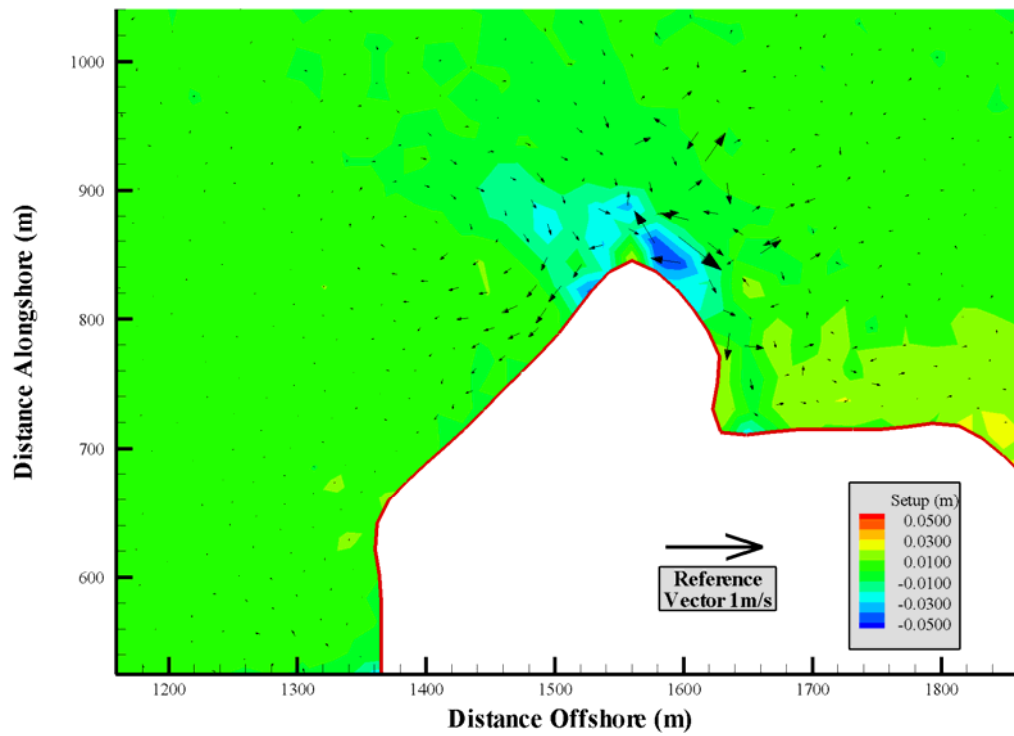 1000
900
800
700
600
Distance Alongshore (m)
Setup (m)
0.0500
0.0300
0.0100
-0.0100
-0.0300
-0.0500
Reference
Vector 1m/s
1200 1300 1400 1500 1600 1700 1800
Distance Offshore (m)